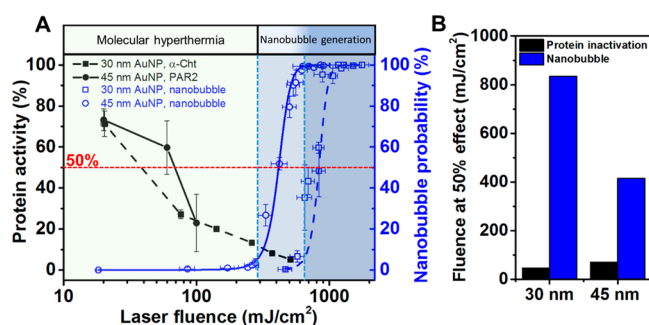 A
Molecular hyperthermia
Nanobubble generation
30 nm AuNP, α-Cht
45 nm AuNP, PAR2
30 nm AuNP, nanobubble
45 nm AuNP, nanobubble
50%
Protein activity (%)
100
80
60
40
20
0
Nanobubble probability (%)
100
80
60
40
20
0
10
100
1000
Laser fluence (mJ/cm²)
B
Protein inactivation
Nanobubble
Fluence at 50% effect (mJ/cm²)
1000
800
600
400
200
0
30 nm
45 nm